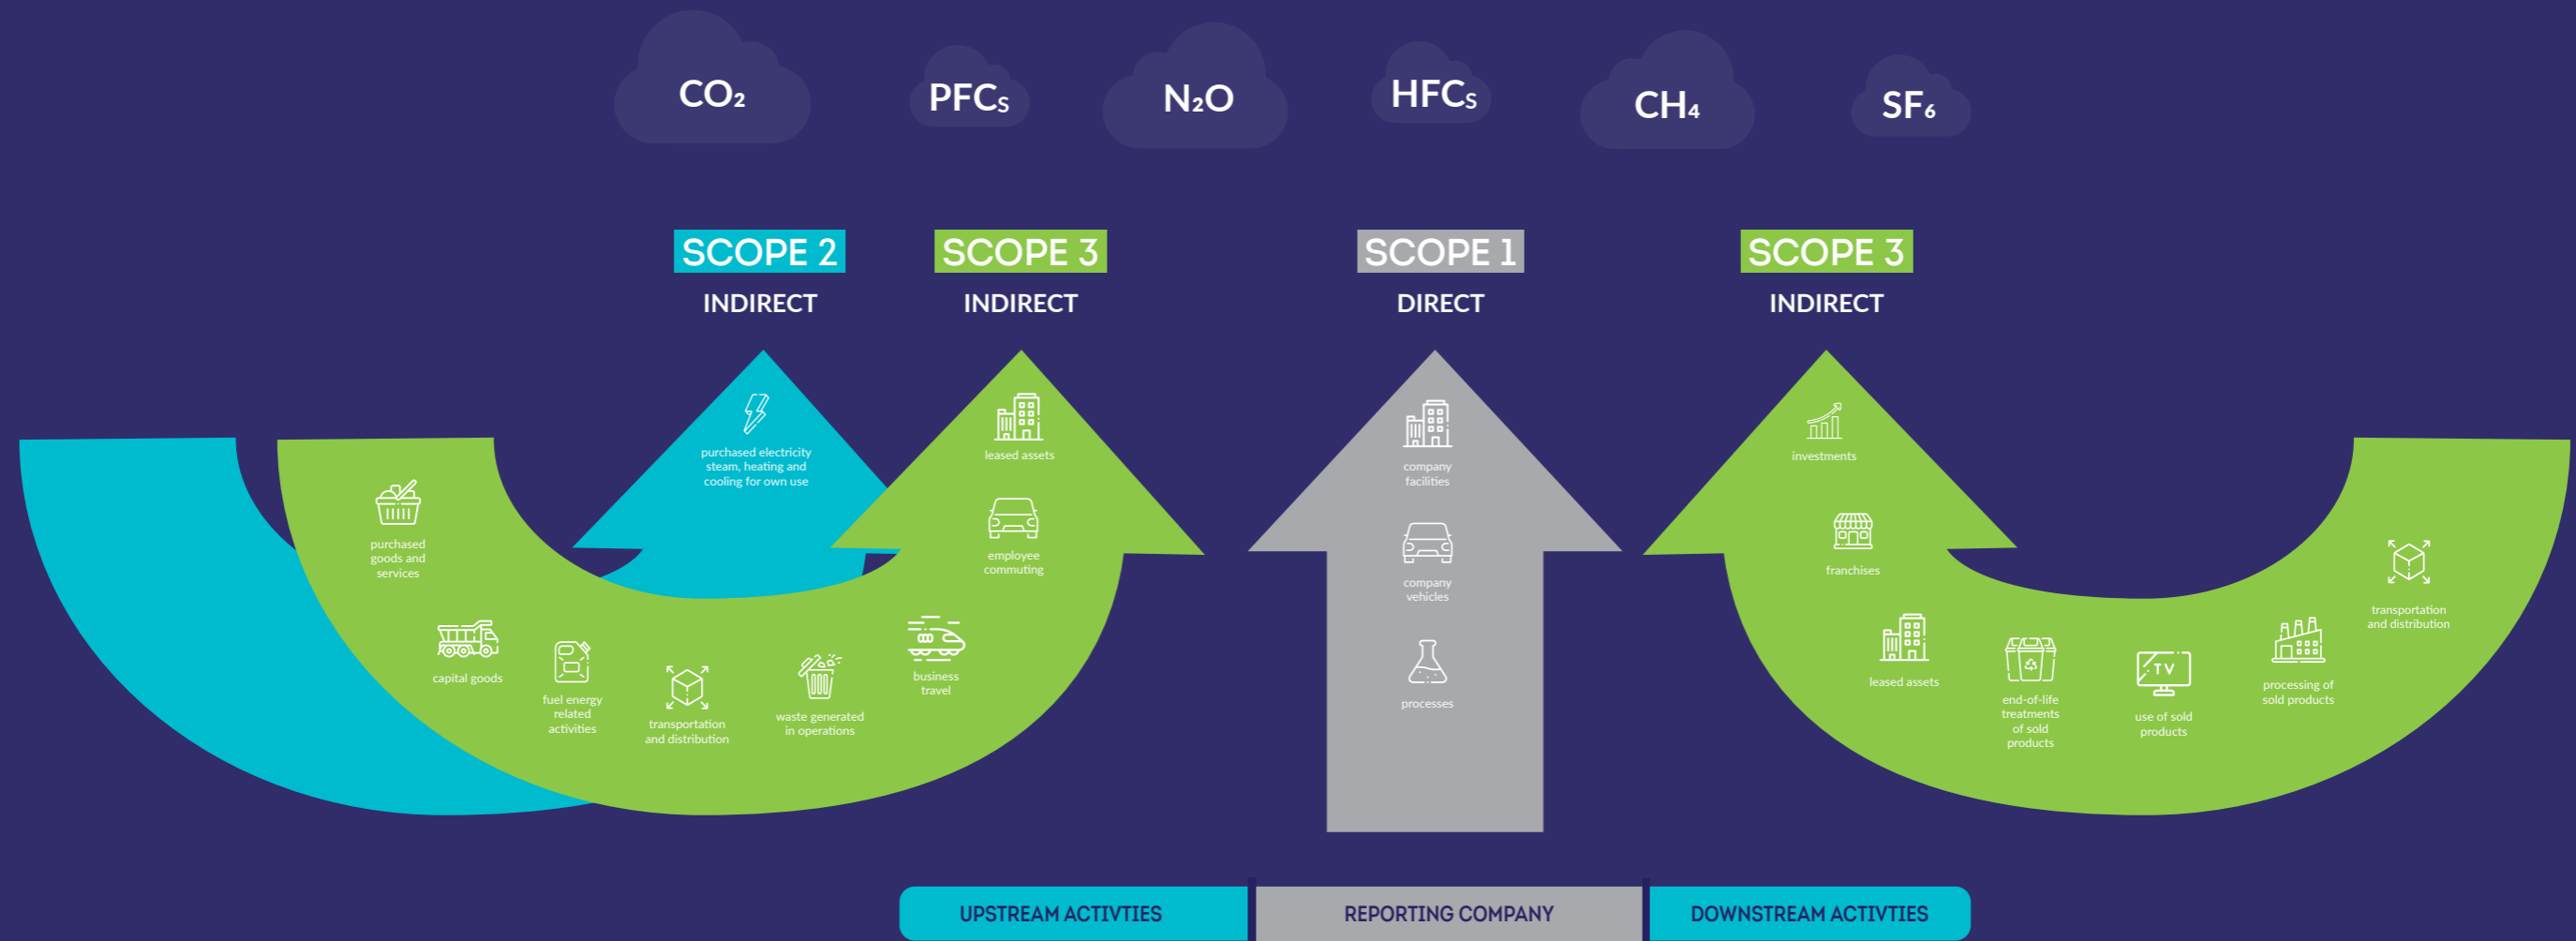 CO₂
PFCs
N₂O
HFCs
CH₄
SF₆
SCOPE 2
INDIRECT
SCOPE 3
INDIRECT
SCOPE 1
DIRECT
SCOPE 3
INDIRECT
purchased electricity
steam, heating and
cooling for own use
purchased
goods and
services
capital goods
fuel energy
related
activities
transportation
and distribution
waste generated
in operations
business
travel
employee
commuting
leased assets
company
facilities
company
vehicles
processes
investments
franchises
leased assets
end-of-life
treatments
of sold
products
TV
use of sold
products
processing of
sold products
transportation
and distribution
UPSTREAM ACTIVTIES
REPORTING COMPANY
DOWNSTREAM ACTIVTIES